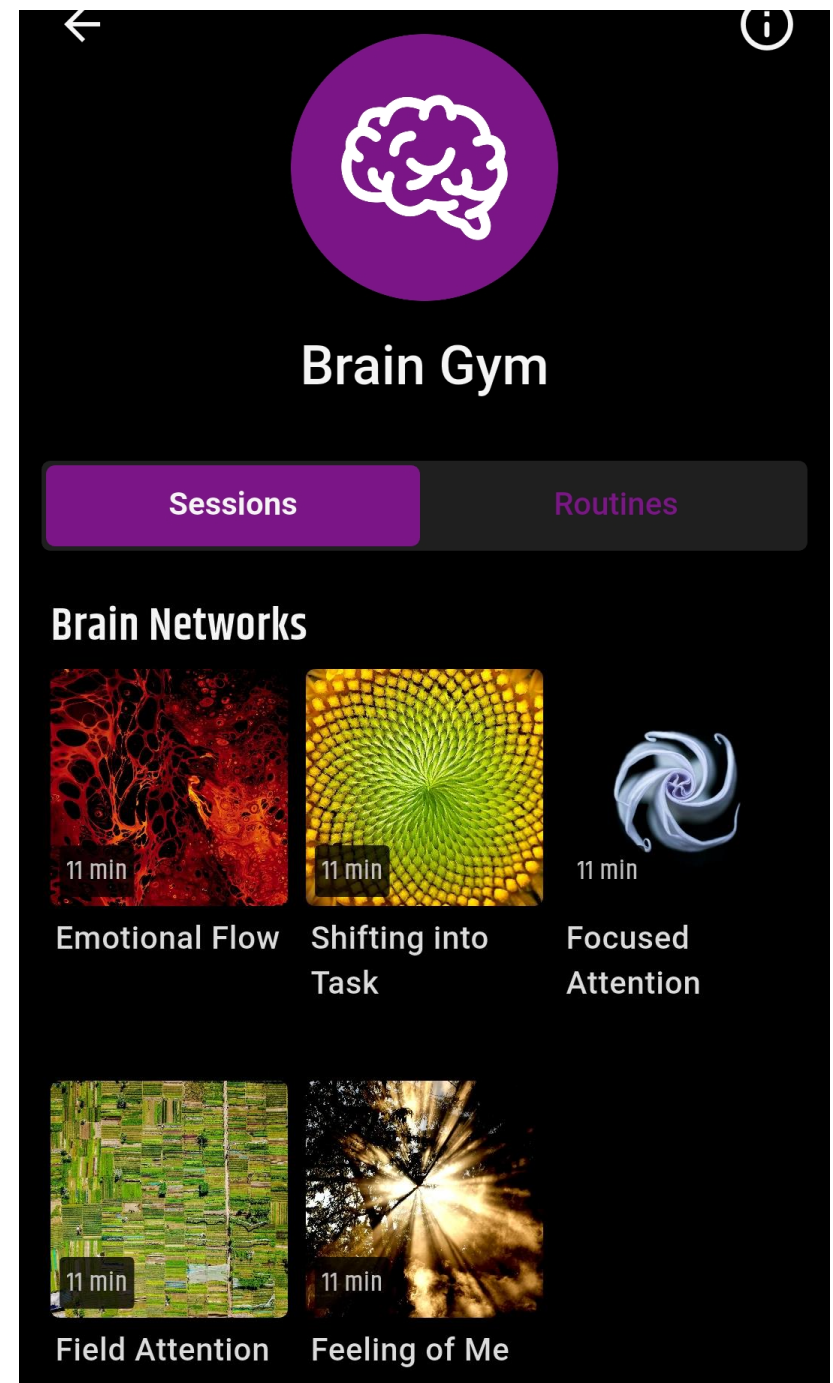 Brain Gym
Sessions
Routines
Brain Networks
11 min
11 min
11 min
Emotional Flow
Shifting into
Task
Focused
Attention
11 min
11 min
Field Attention
Feeling of Me